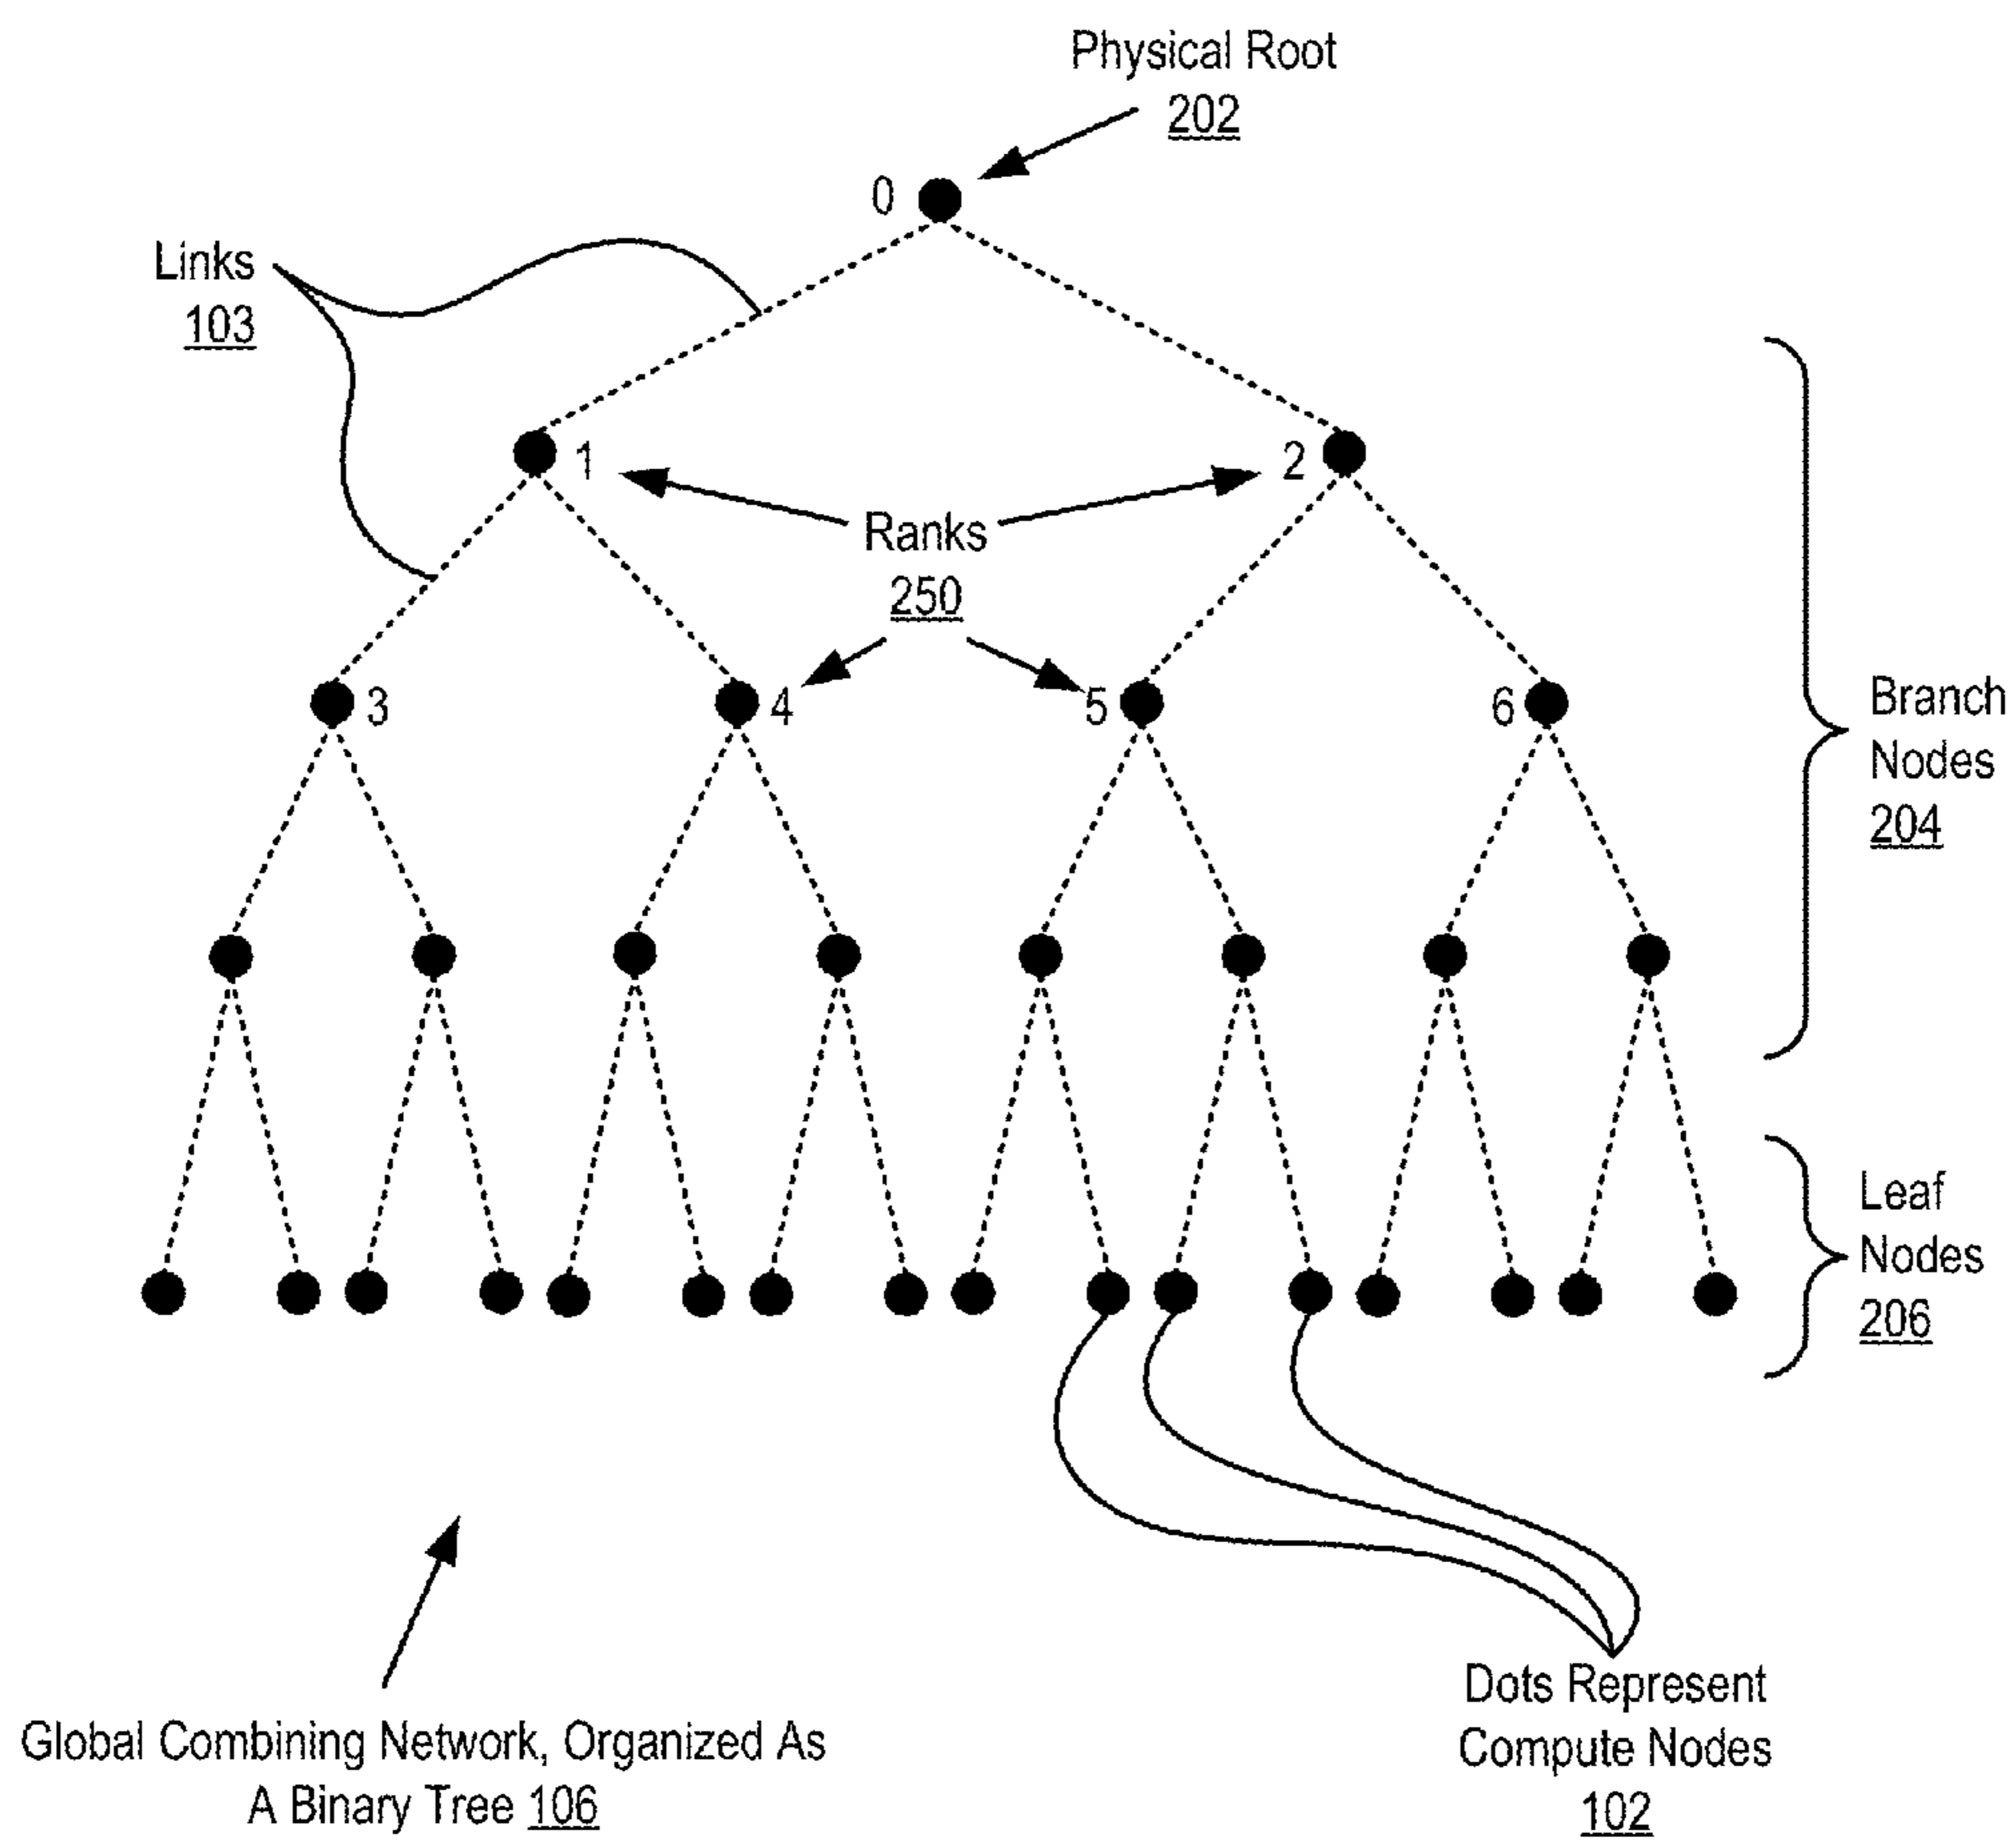 Physical Root
202
0
Links
103
1
2
Ranks
250
3
4
5
6
Branch
Nodes
204
Leaf
Nodes
206
Dots Represent
Compute Nodes
102
Global Combining Network, Organized As
A Binary Tree 106